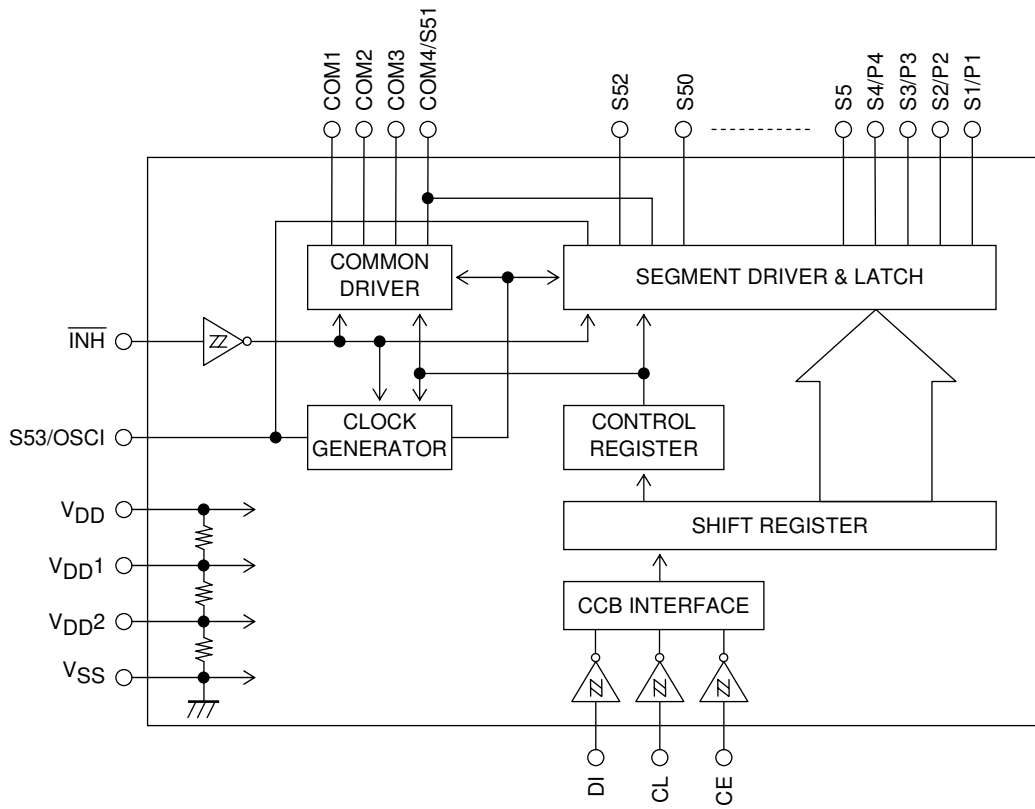 COM1
COM2
COM3
COM4/S51
S52
S50
S5
S4/P4
S3/P3
S2/P2
S1/P1
COMMON
DRIVER
SEGMENT DRIVER & LATCH
INH
S53/OSCI
CLOCK
GENERATOR
CONTROL
REGISTER
VDD
VDD1
VDD2
VSS
SHIFT REGISTER
CCB INTERFACE
DI
CL
CE